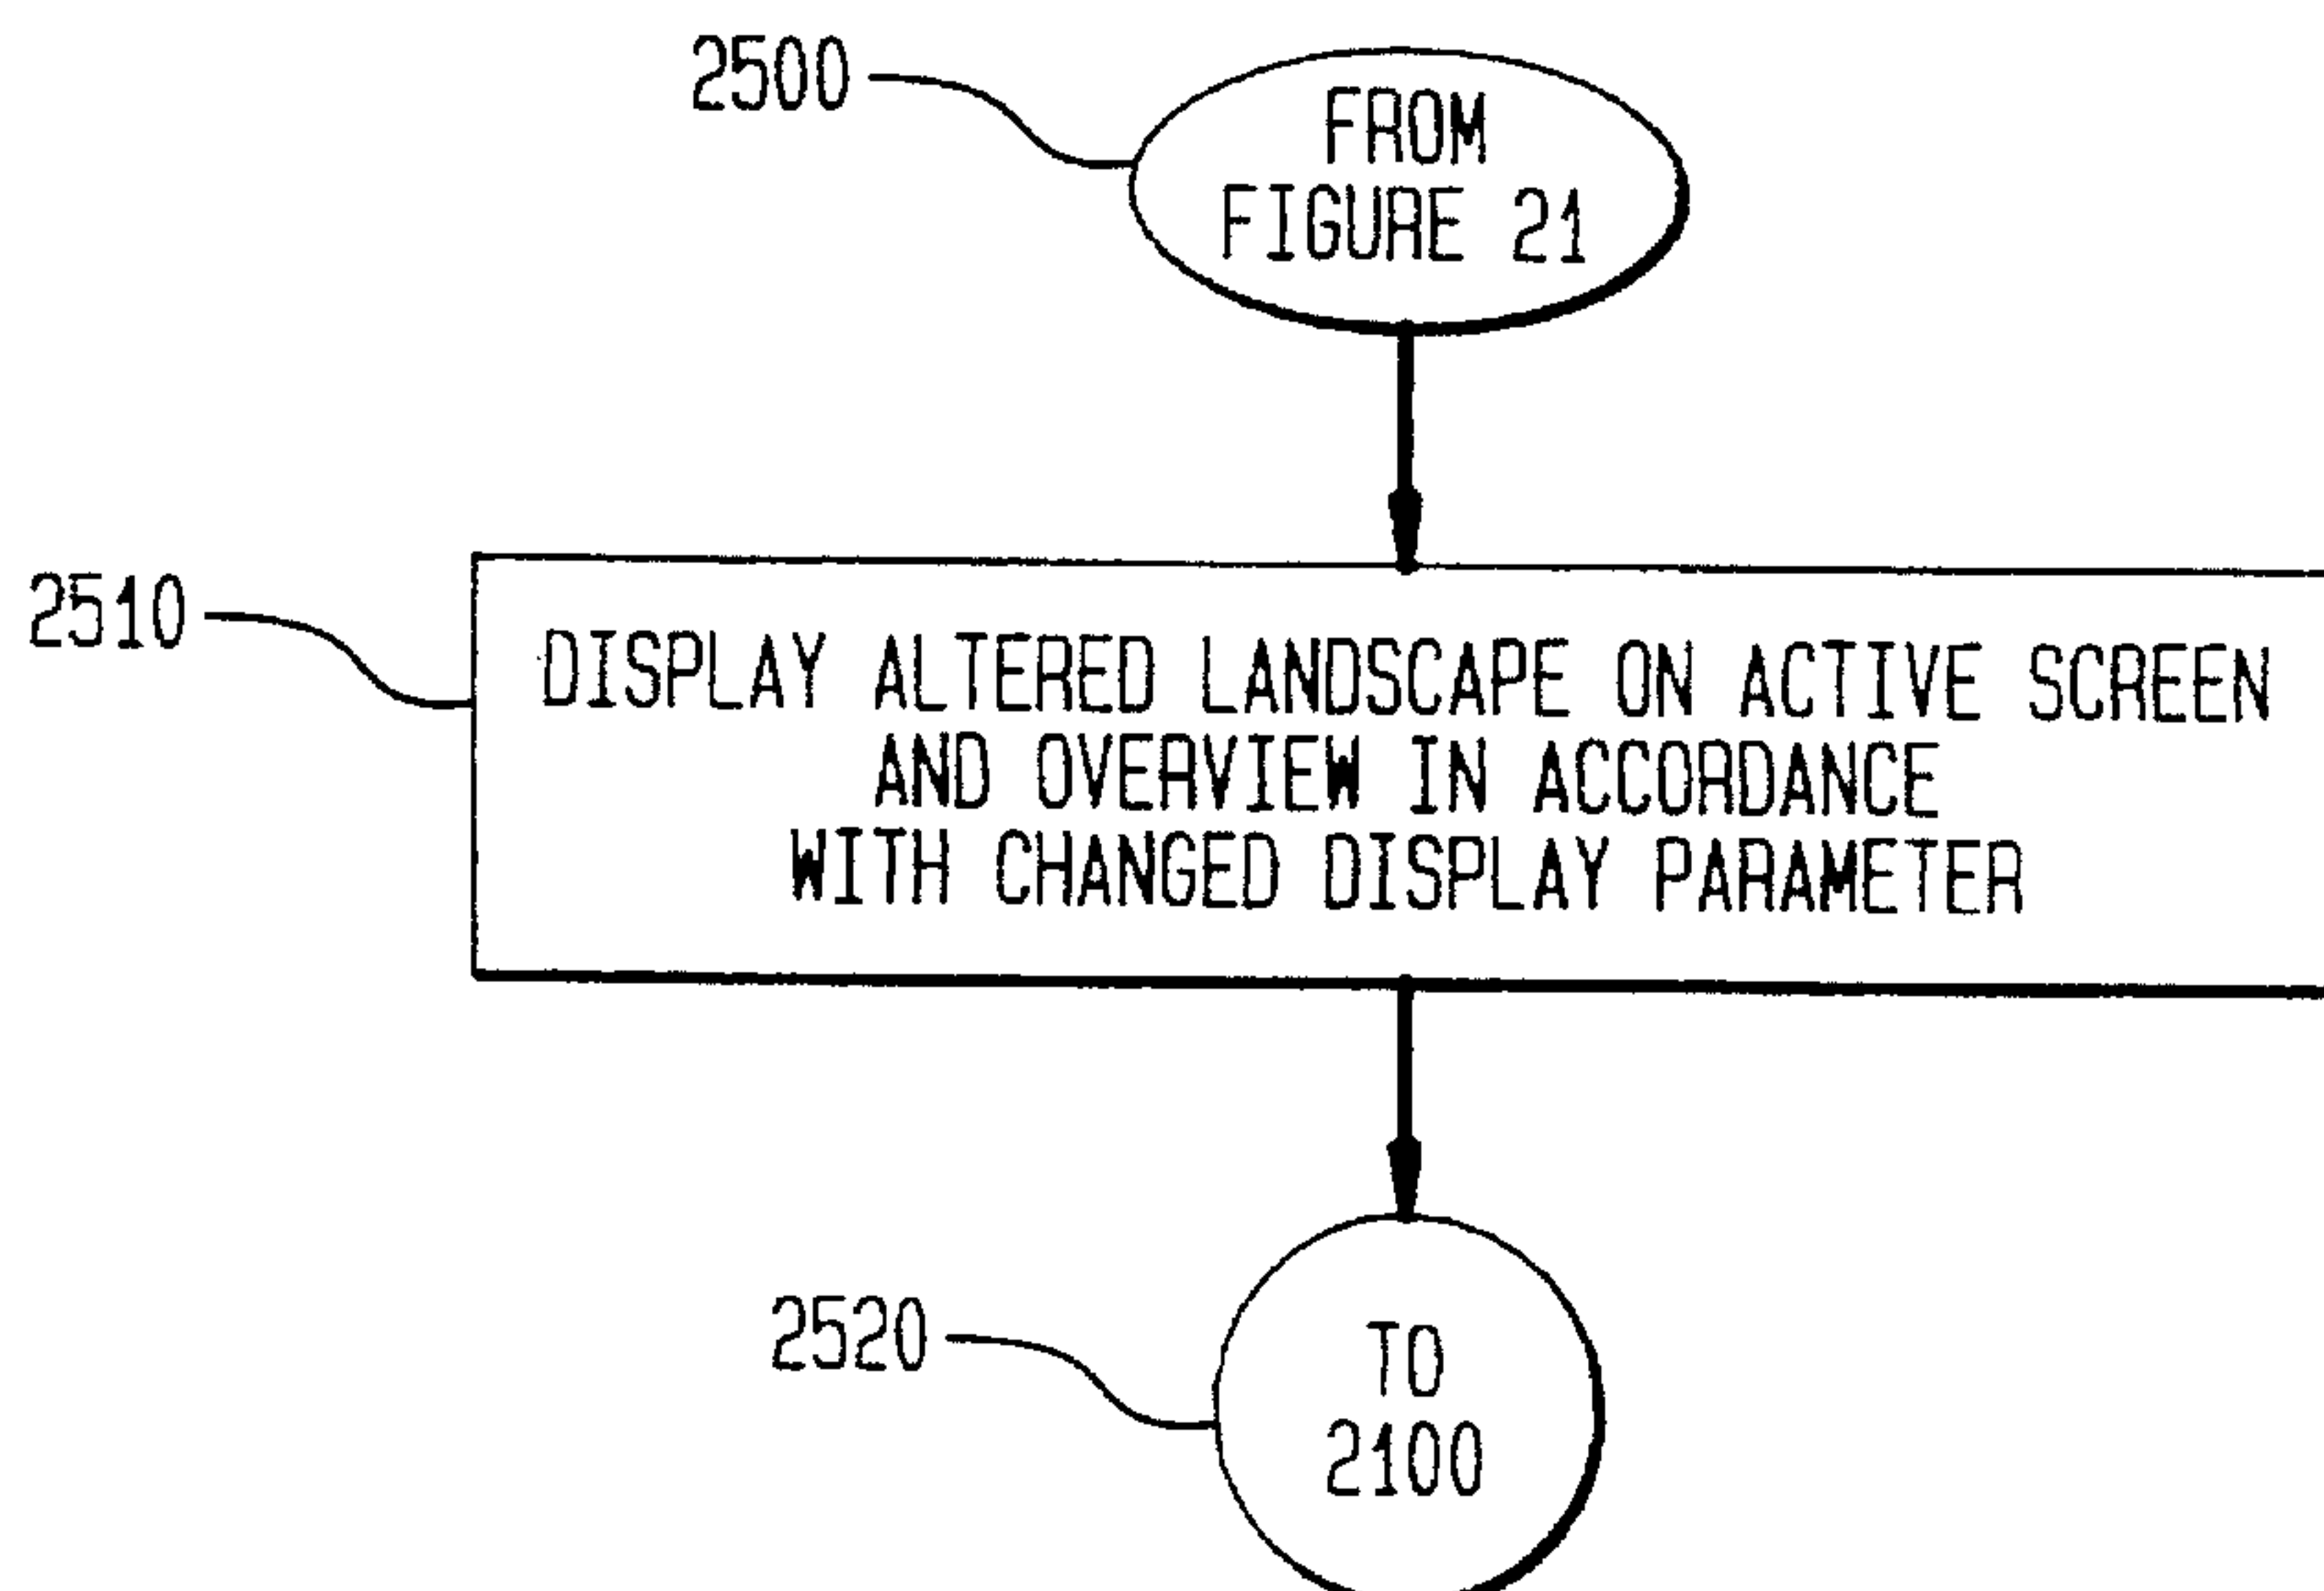 2500
FROM
FIGURE 21
2510
DISPLAY ALTERED LANDSCAPE ON ACTIVE SCREEN
AND OVERVIEW IN ACCORDANCE
WITH CHANGED DISPLAY PARAMETER
2520
TO
2100